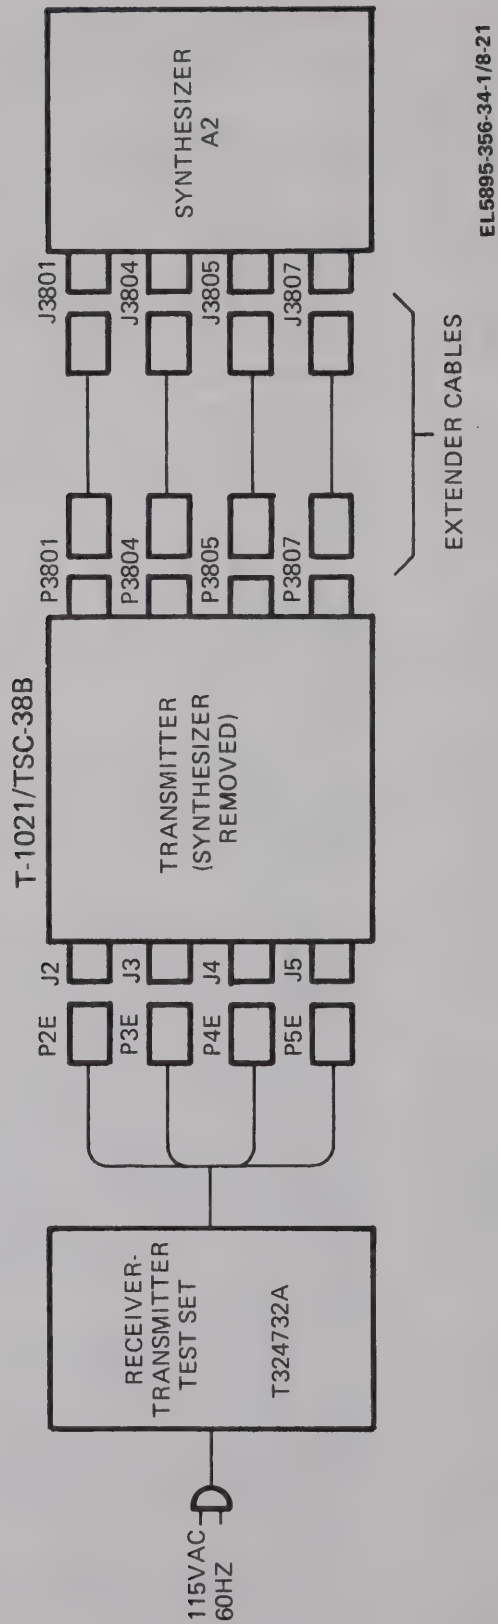 T-1021/TSC-38B
115VAC
60HZ
RECEIVER-
TRANSMITTER
TEST SET
T324732A
P2E
J2
P3E
J3
P4E
J4
P5E
J5
TRANSMITTER
(SYNTHESIZER
REMOVED)
P3801
J3801
P3804
J3804
P3805
J3805
P3807
J3807
SYNTHESIZER
A2
EXTENDER CABLES
EL5895-356-34-1/8-21